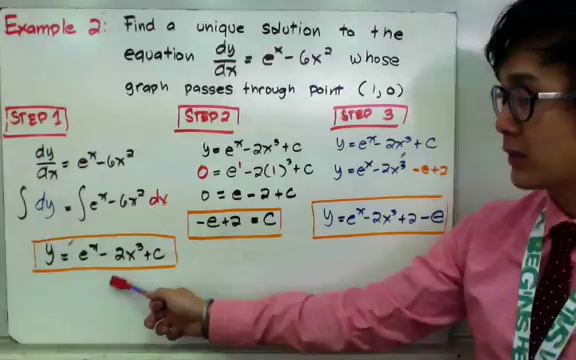 Example 2: Find a unique solution to the
equation dy/dx = e^x - 6x^2 whose
graph passes through point (1,0)
STEP 1
dy/dx = e^x - 6x^2
∫ dy = ∫ e^x - 6x^2 dx
y = e^x - 2x^3 + C
STEP 2
y = e^x - 2x^3 + C
0 = e^1 - 2(1)^3 + C
0 = e - 2 + C
-e + 2 = C
STEP 3
y = e^x - 2x^3 + C
y = e^x - 2x^3 - e + 2
y = e^x - 2x^3 + 2 - e
BEGINS HE